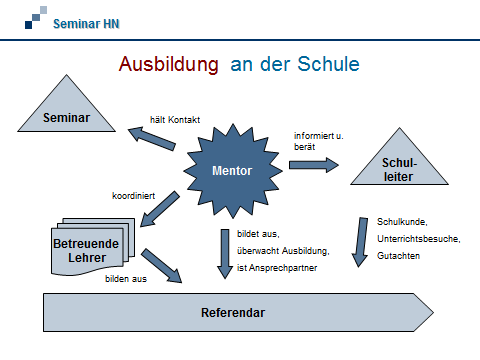 Seminar HN
Ausbildung an der Schule
Seminar
hält Kontakt
Mentor
informiert u.
berät
Schul-
leiter
koordiniert
Betreuende
Lehrer
bilden aus
bildet aus,
überwacht Ausbildung,
ist Ansprechpartner
Schulkunde,
Unterrichtsbesuche,
Gutachten
Referendar